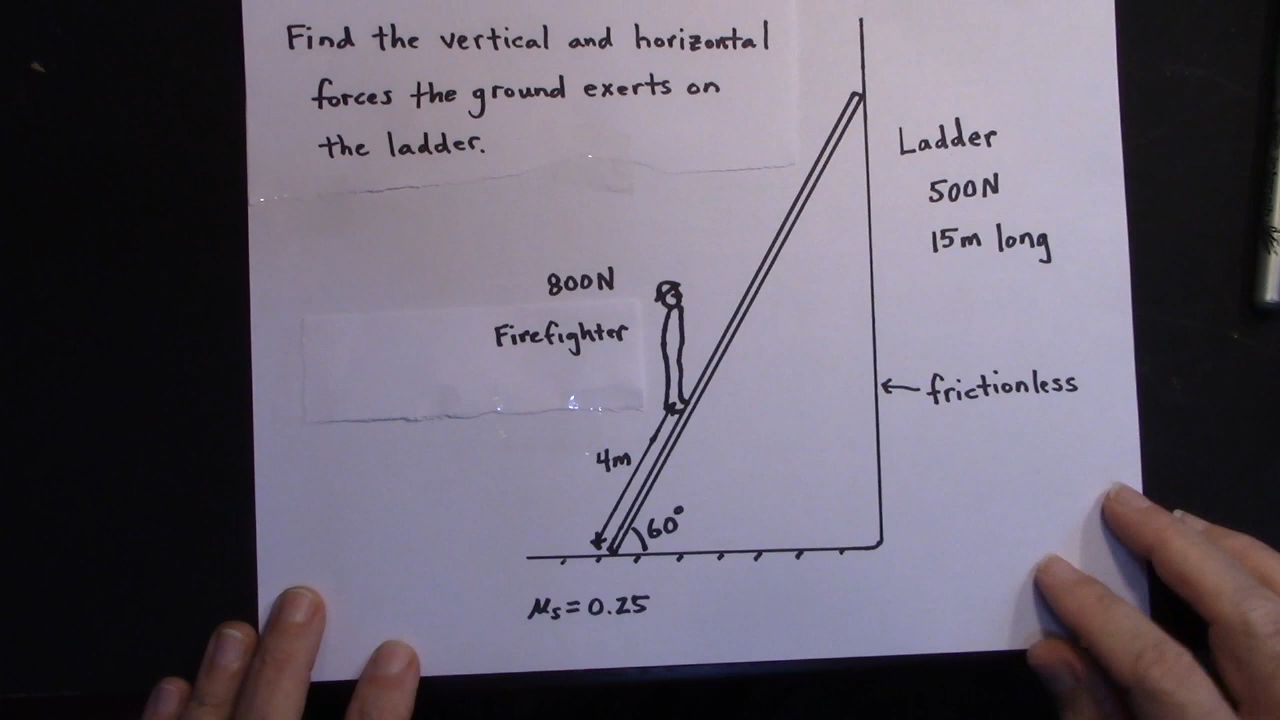 Find the vertical and horizontal
forces the ground exerts on
the ladder.
Ladder
500N
15m long
800N
Firefighter
frictionless
4m
60°
μs = 0.25